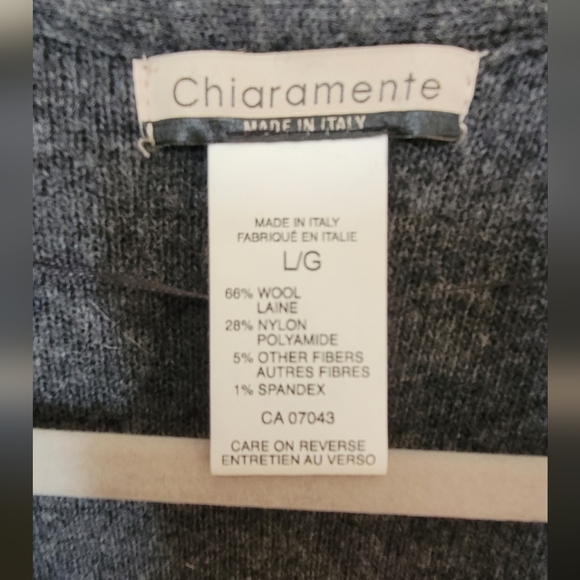 Chiaramente
MADE IN ITALY
MADE IN ITALY
FABRIQUÉ EN ITALIE
L/G
66% WOOL
LAINE
28% NYLON
POLYAMIDE
5% OTHER FIBERS
AUTRES FIBRES
1% SPANDEX
CA 07043
CARE ON REVERSE
ENTRETIEN AU VERSO